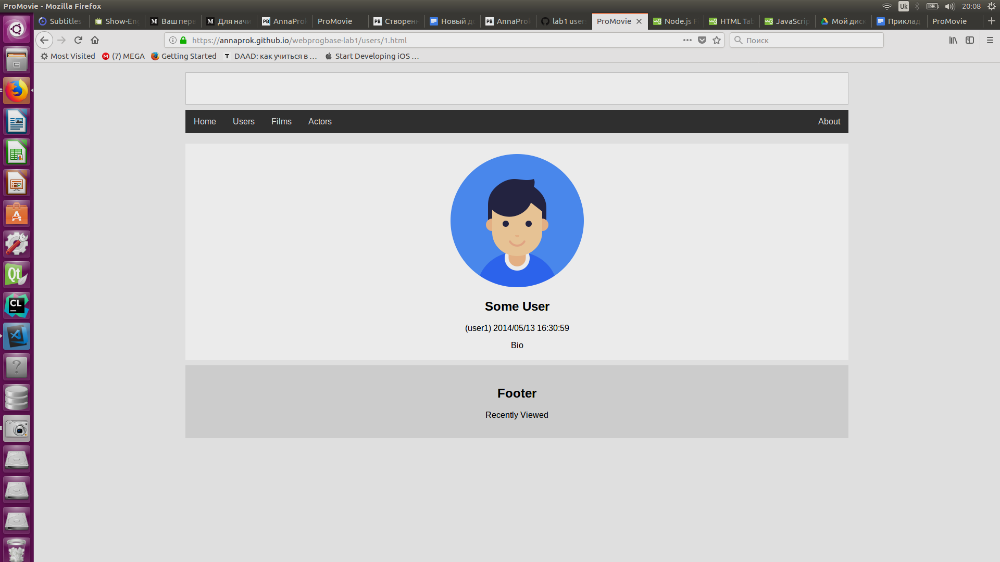 ProMovie - Mozilla Firefox
Uk 20:08
Subtitles Show-En Ваш пер Для начи AnnaPro ProMovie Створен Новый д AnnaPro lab1 user ProMovie Node.js F HTML Tab JavaScrip Мой диск Приклад ProMovie
https://annaprok.github.io/webprogbase-lab1/users/1.html Поиск
Most Visited (7) MEGA Getting Started DAAD: как учиться в ... Start Developing iOS ...
Home Users Films Actors About
Some User
(user1) 2014/05/13 16:30:59
Bio
Footer
Recently Viewed